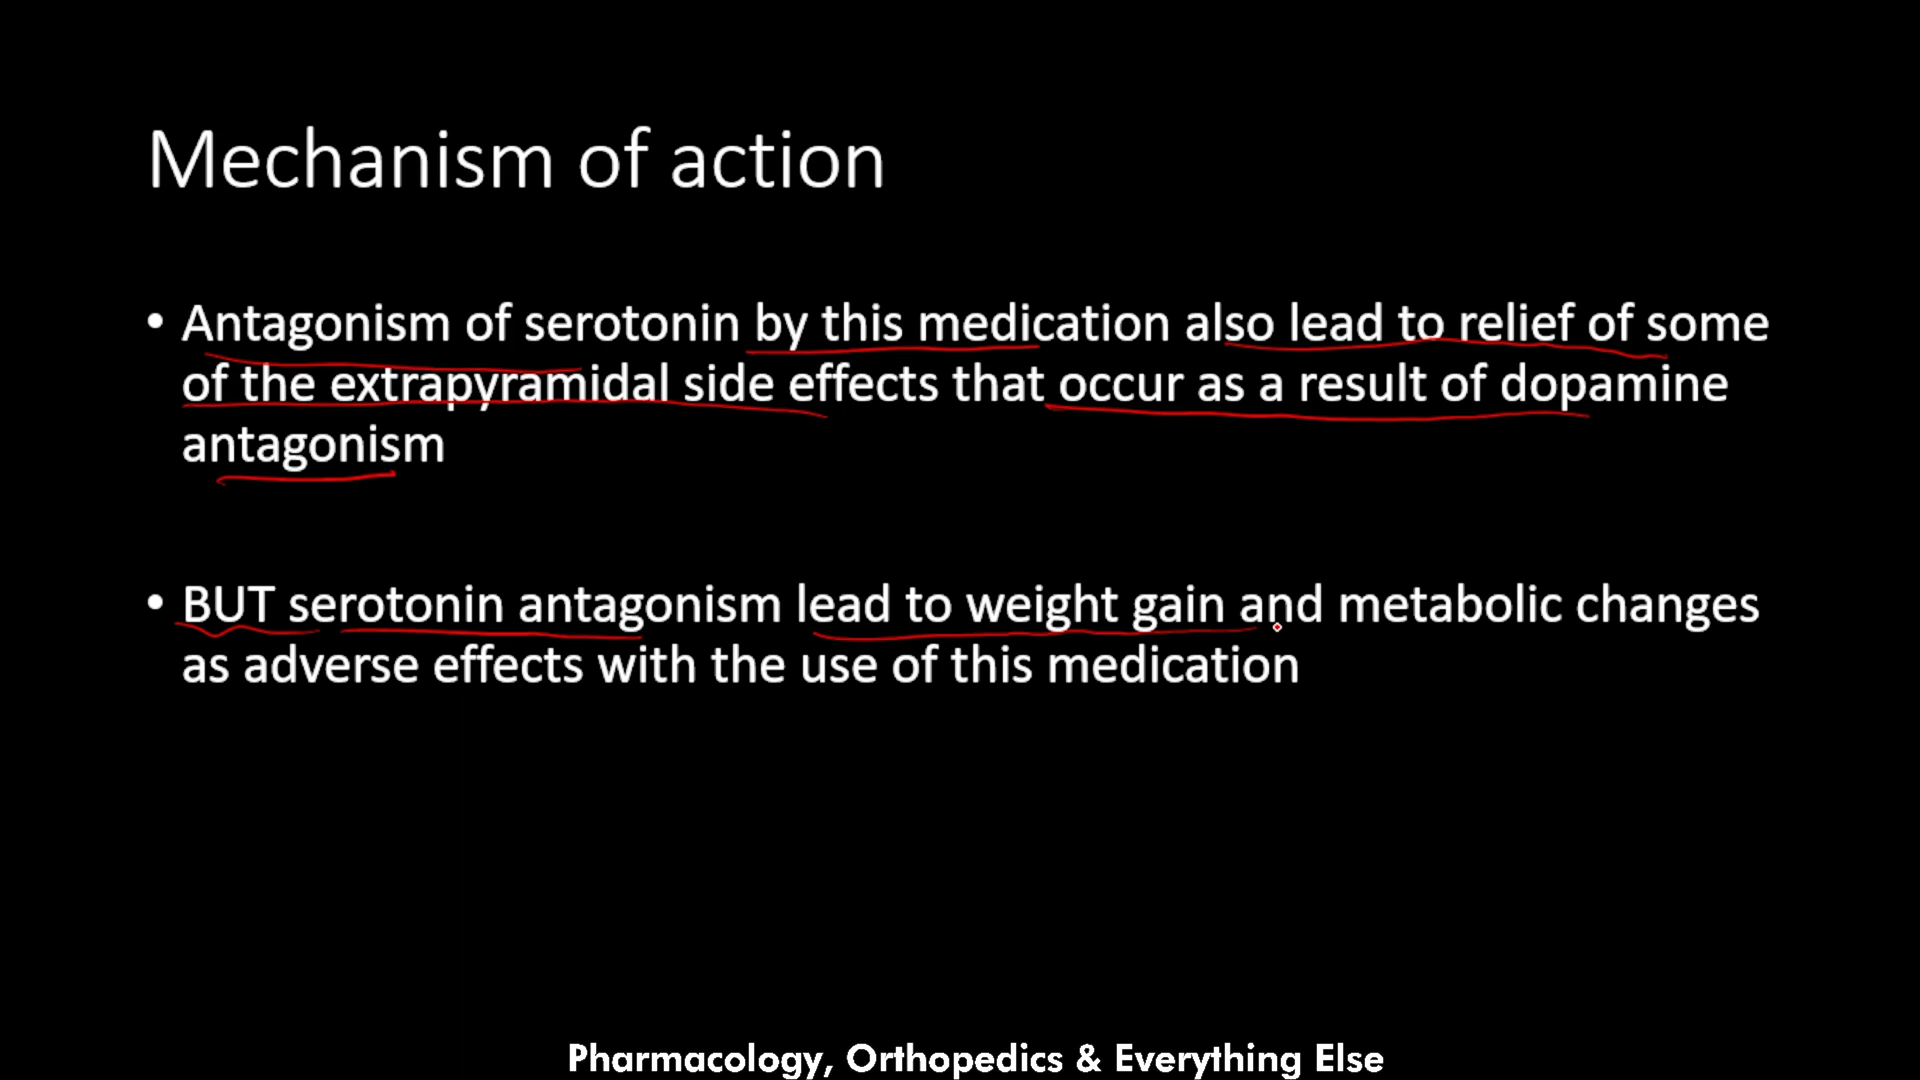 Mechanism of action
• Antagonism of serotonin by this medication also lead to relief of some
of the extrapyramidal side effects that occur as a result of dopamine
antagonism
• BUT serotonin antagonism lead to weight gain and metabolic changes
as adverse effects with the use of this medication
Pharmacology, Orthopedics & Everything Else